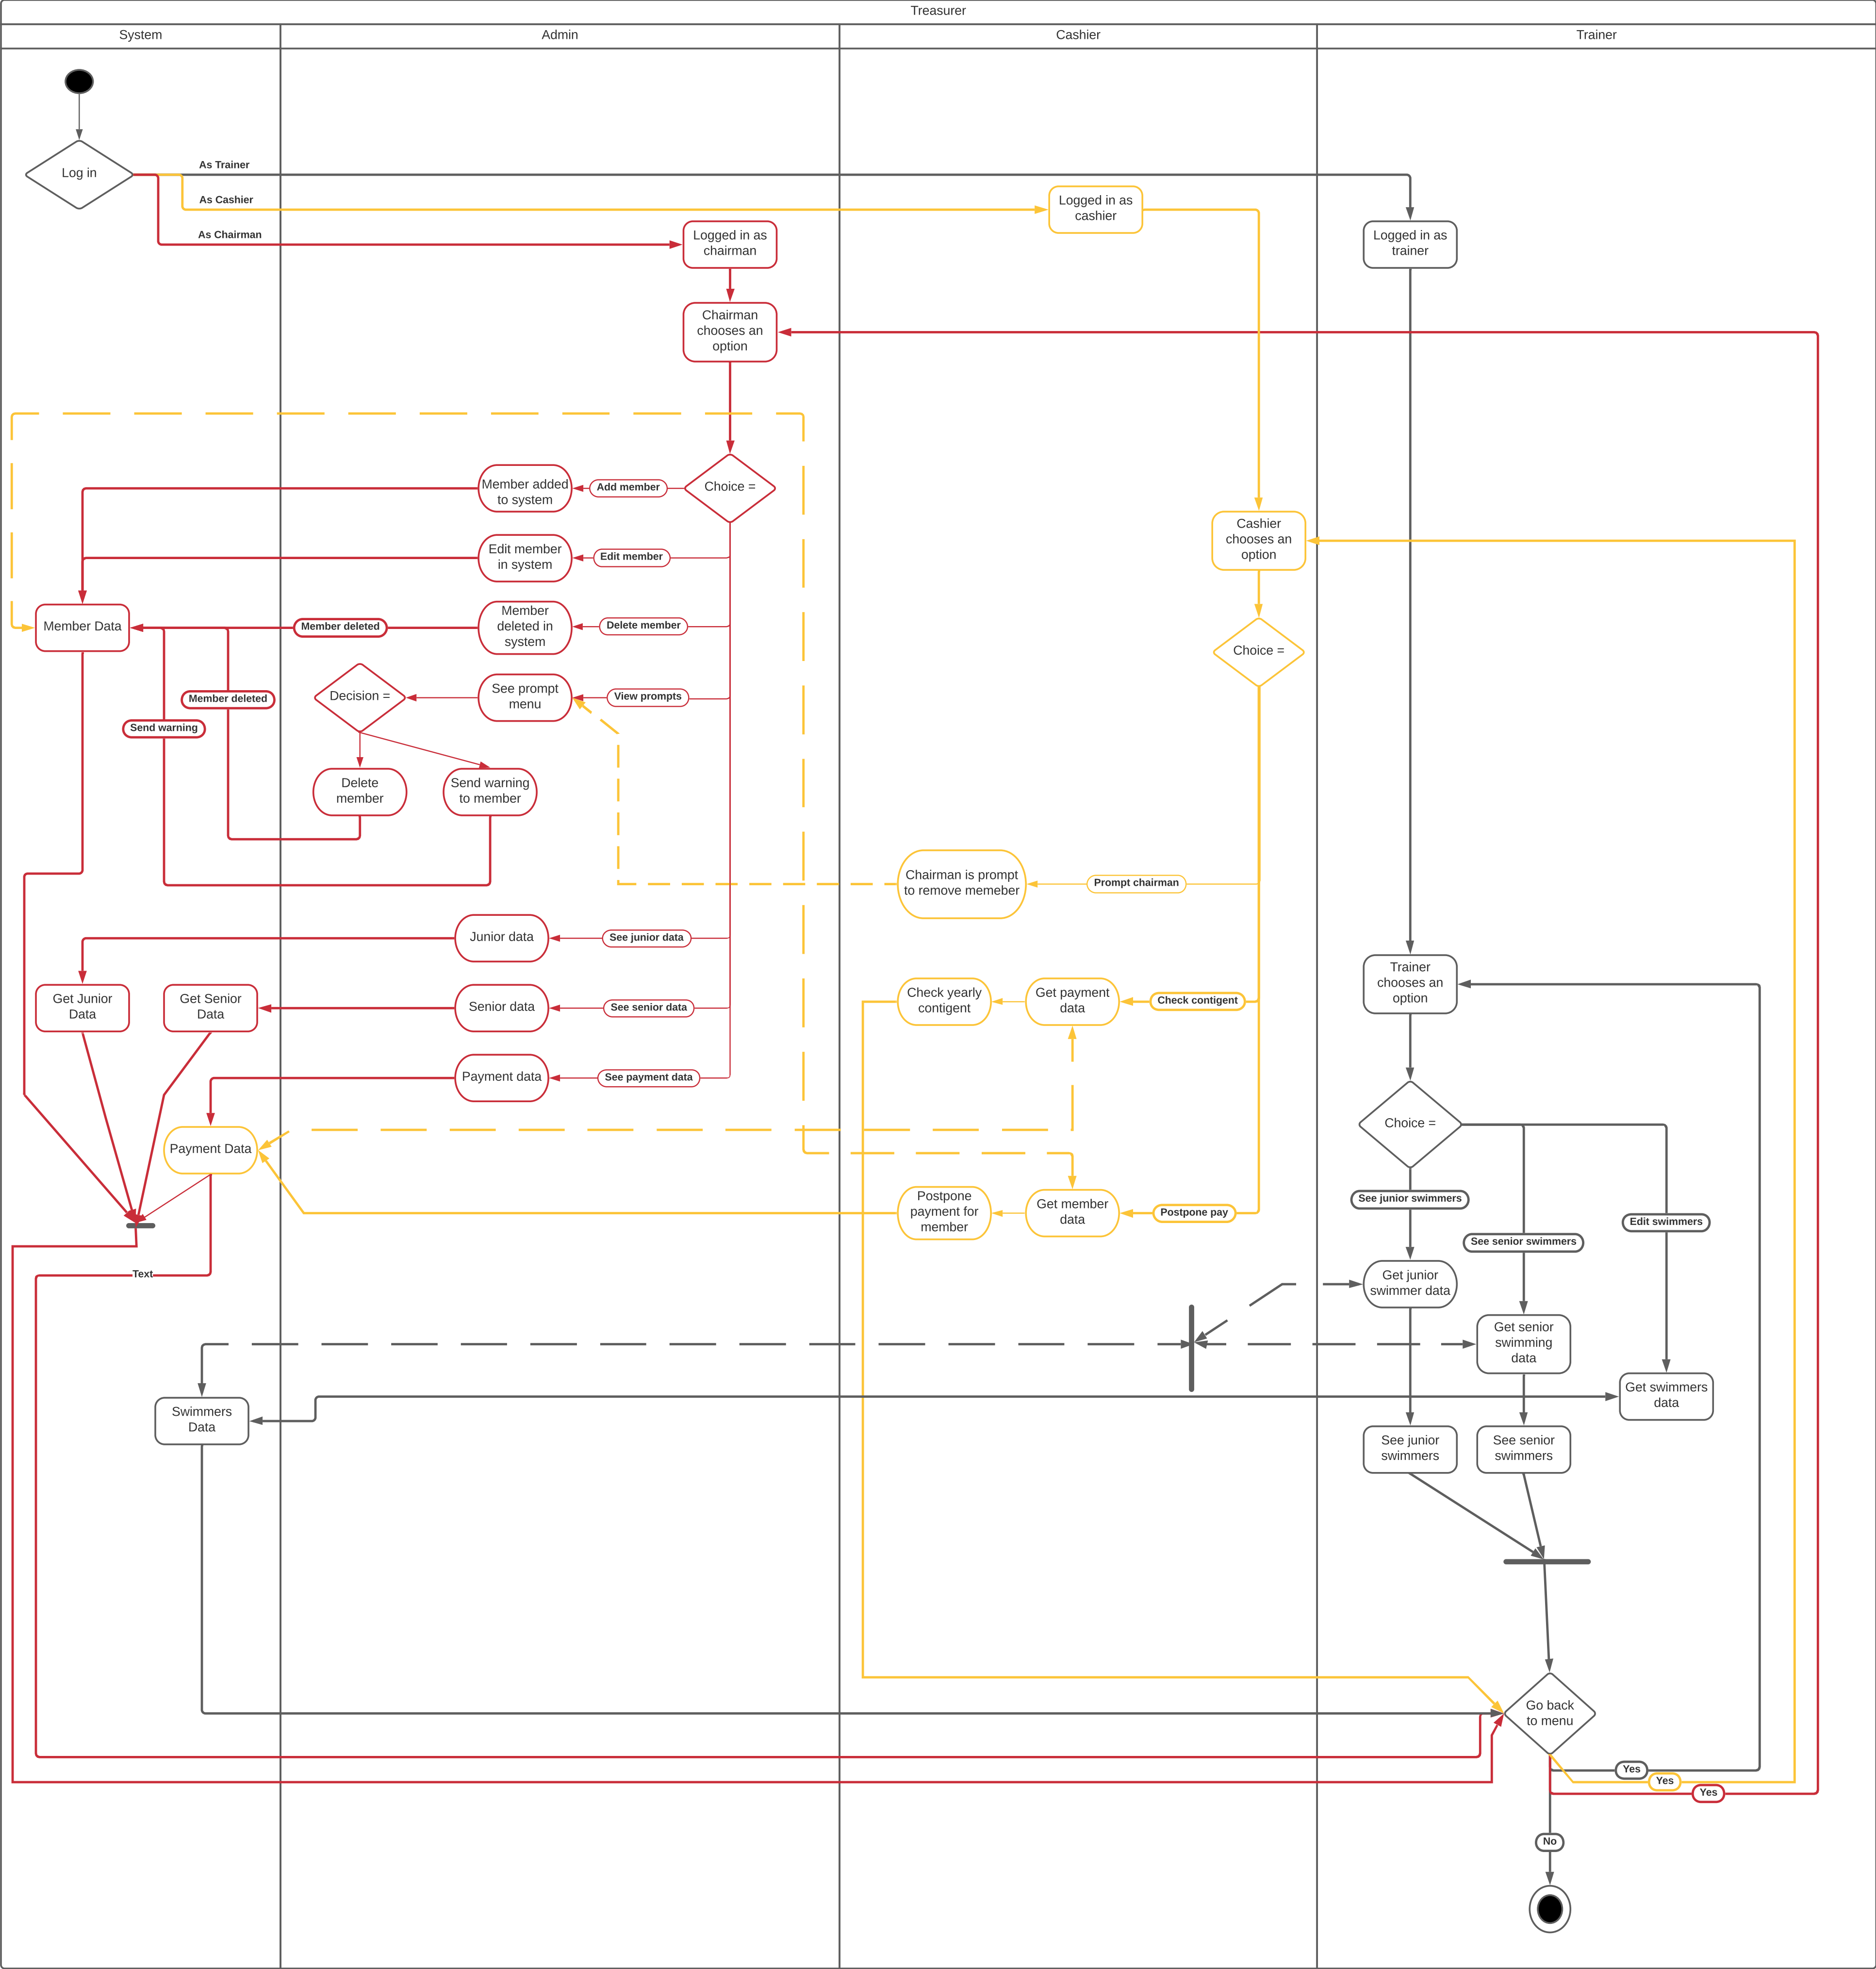 Treasurer
System
Admin
Cashier
Trainer
Log in
As Trainer
As Cashier
As Chairman
Logged in as
cashier
Logged in as
chairman
Logged in as
trainer
Chairman
chooses an
option
Choice =
Add member
Member added
to system
Cashier
chooses an
option
Edit member
Edit member
in system
Member Data
Member deleted
Member
deleted in
system
Delete member
Choice =
Member deleted
Send warning
Decision =
See prompt
menu
View prompts
Delete
member
Send warning
to member
Chairman is prompt
to remove memeber
Prompt chairman
Junior data
See junior data
Trainer
chooses an
option
Get Junior
Data
Get Senior
Data
Senior data
See senior data
Check yearly
contigent
Get payment
data
Check contigent
Payment data
See payment data
Choice =
Payment Data
Postpone
payment for
member
Get member
data
Postpone pay
See junior swimmers
See senior swimmers
Edit swimmers
Text
Get junior
swimmer data
Get senior
swimming
data
Get swimmers
data
Swimmers
Data
See junior
swimmers
See senior
swimmers
Go back
to menu
Yes
Yes
Yes
No